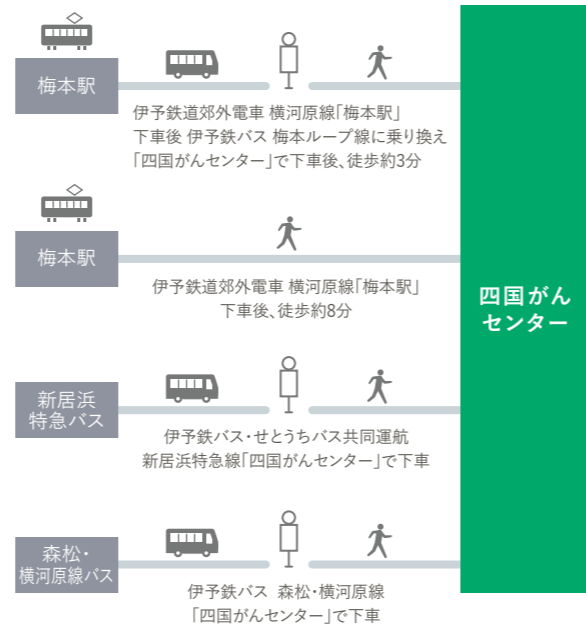 梅本駅
伊予鉄道郊外電車 横河原線「梅本駅」
下車後 伊予鉄バス 梅本ループ線に乗り換え
「四国がんセンター」で下車後、徒歩約3分
梅本駅
伊予鉄道郊外電車 横河原線「梅本駅」
下車後、徒歩約8分
四国がん
センター
新居浜
特急バス
伊予鉄バス・せとうちバス共同運航
新居浜特急線「四国がんセンター」で下車
森松・
横河原線バス
伊予鉄バス 森松・横河原線
「四国がんセンター」で下車